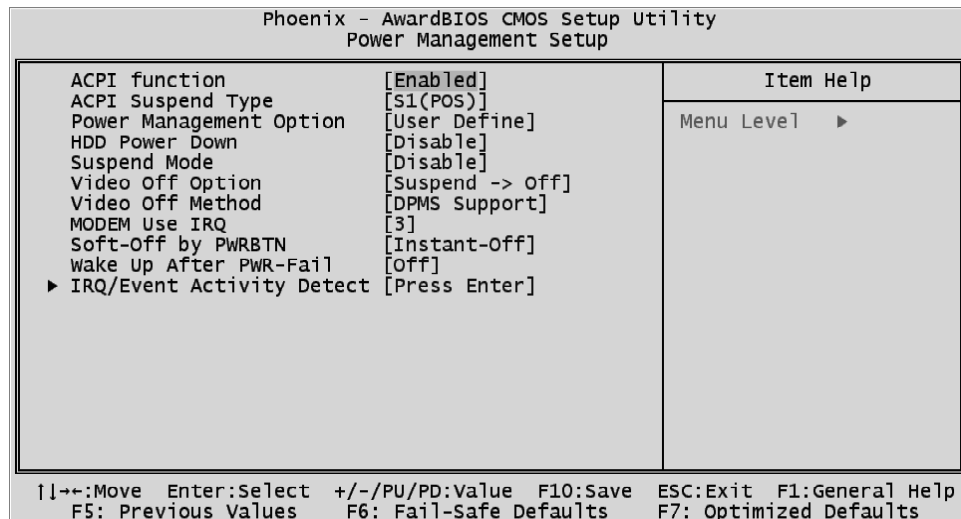 Phoenix - AwardBIOS CMOS Setup Utility
Power Management Setup
ACPI function [Enabled]
ACPI Suspend Type [S1(POS)]
Power Management Option [User Define]
HDD Power Down [Disable]
Suspend Mode [Disable]
Video Off Option [Suspend -> Off]
Video Off Method [DPMS Support]
MODEM Use IRQ [3]
Soft-Off by PWRBTN [Instant-Off]
Wake Up After PWR-Fail [Off]
▶ IRQ/Event Activity Detect [Press Enter]
Item Help
Menu Level ▶
↑↓→←:Move Enter:Select +/-/PU/PD:Value F10:Save ESC:Exit F1:General Help
F5: Previous Values F6: Fail-Safe Defaults F7: Optimized Defaults